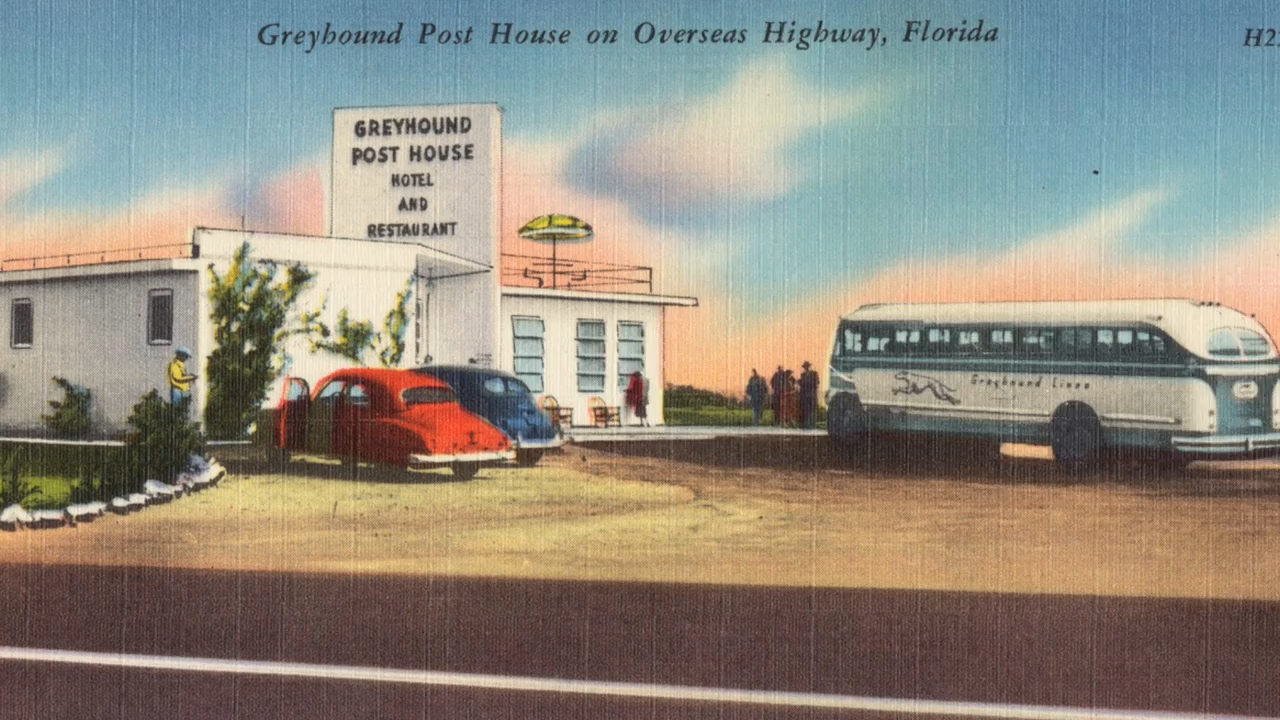 Greyhound Post House on Overseas Highway, Florida
GREYHOUND
POST HOUSE
HOTEL
AND
RESTAURANT
Greyhound Lines